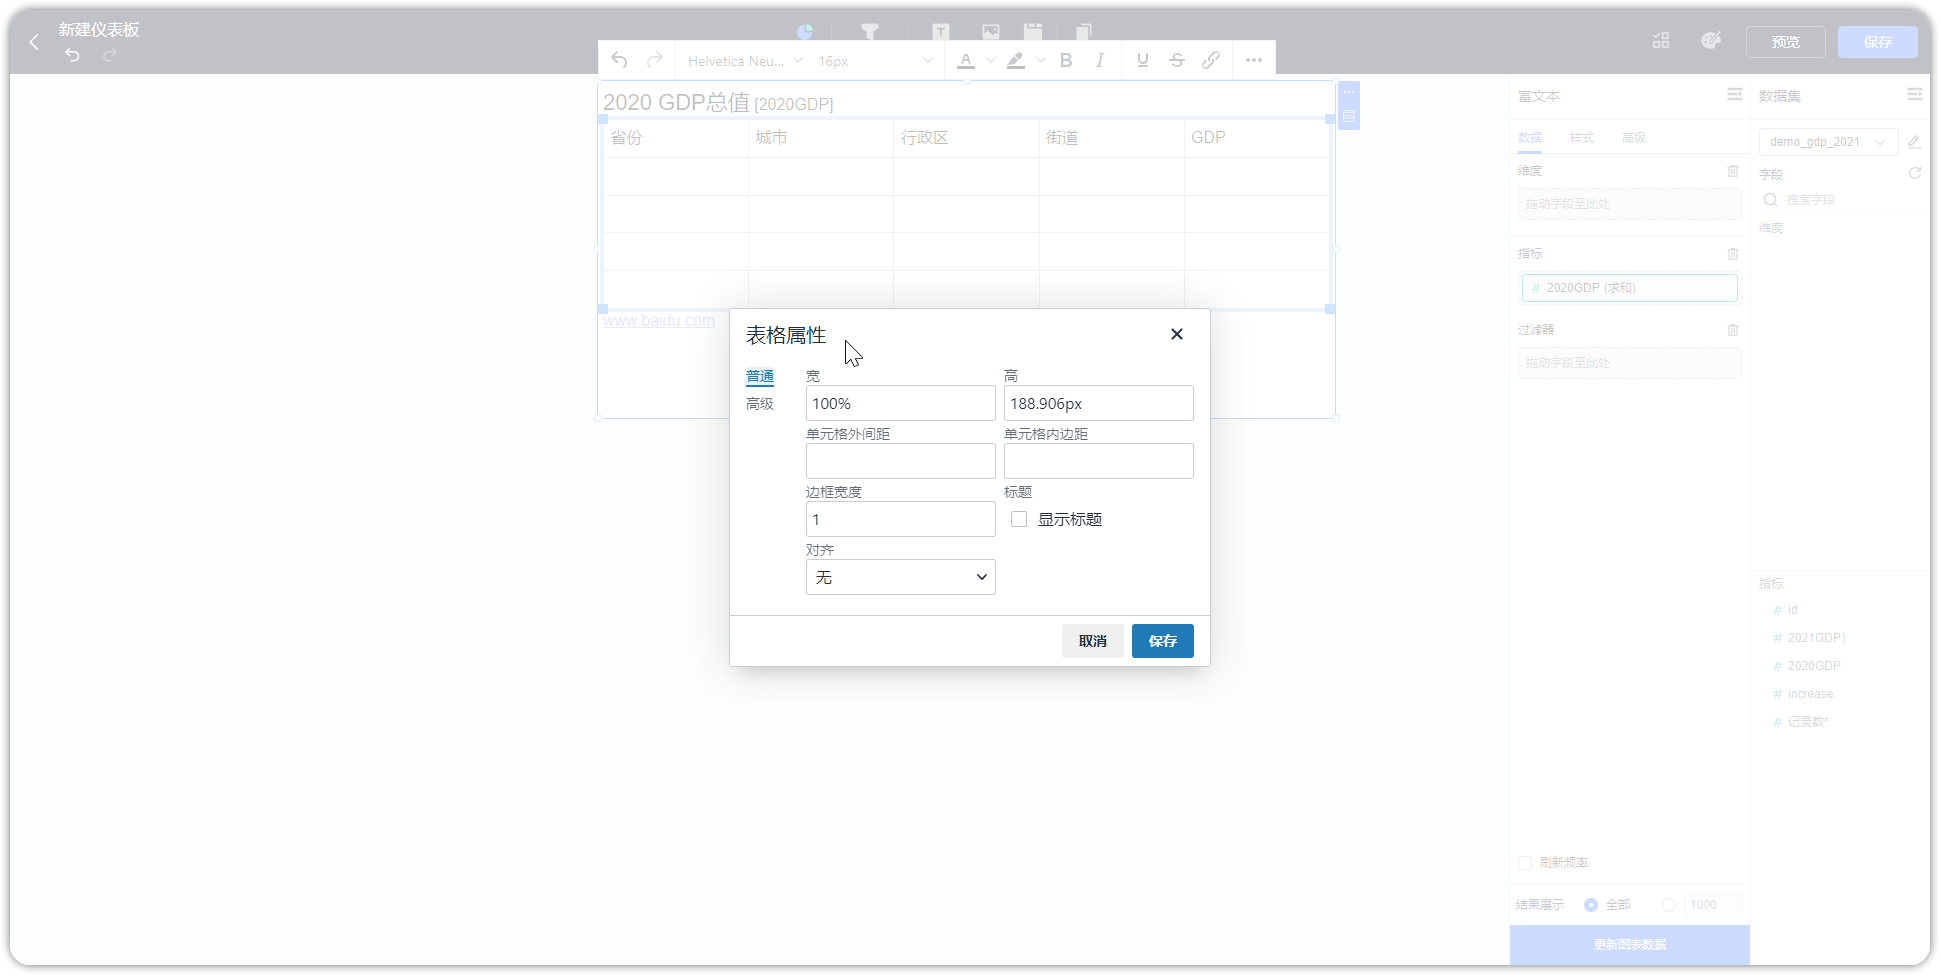 新建仪表板
预览
保存
Helvetica Neu...
16px
A
B
I
U
S
2020 GDP总值 [2020GDP]
省份
城市
行政区
街道
GDP
www.baidu.com
表格属性
普通
高级
宽
高
100%
188.906px
单元格外间距
单元格内边距
边框宽度
标题
1
显示标题
对齐
无
取消
保存
富文本
数据
样式
高级
维度
拖动字段至此处
指标
# 2020GDP (求和)
过滤器
拖动字段至此处
刷新频率
结果展示
全部
1000
更新图表数据
数据集
demo_gdp_2021
字段
搜索字段
维度
指标
# id
# 2021GDP)
# 2020GDP
# increase
# 记录数*